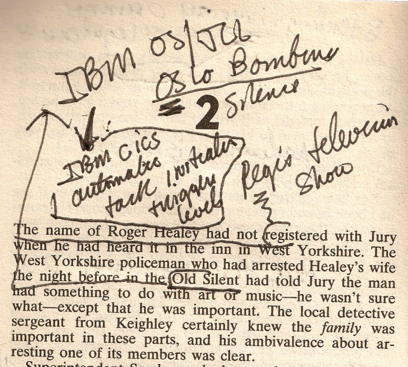 IBM OS/JCL
Oslo Bombing
2
Silence
IBM CICS
automatic
task initiator
trigger
level
Regis television
Show
The name of Roger Healey had not registered with Jury
when he had heard it in the inn in West Yorkshire. The
West Yorkshire policeman who had arrested Healey's wife
the night before in the Old Silent had told Jury the man
had something to do with art or music—he wasn't sure
what—except that he was important. The local detective
sergeant from Keighley certainly knew the family was
important in these parts, and his ambivalence about ar-
resting one of its members was clear.